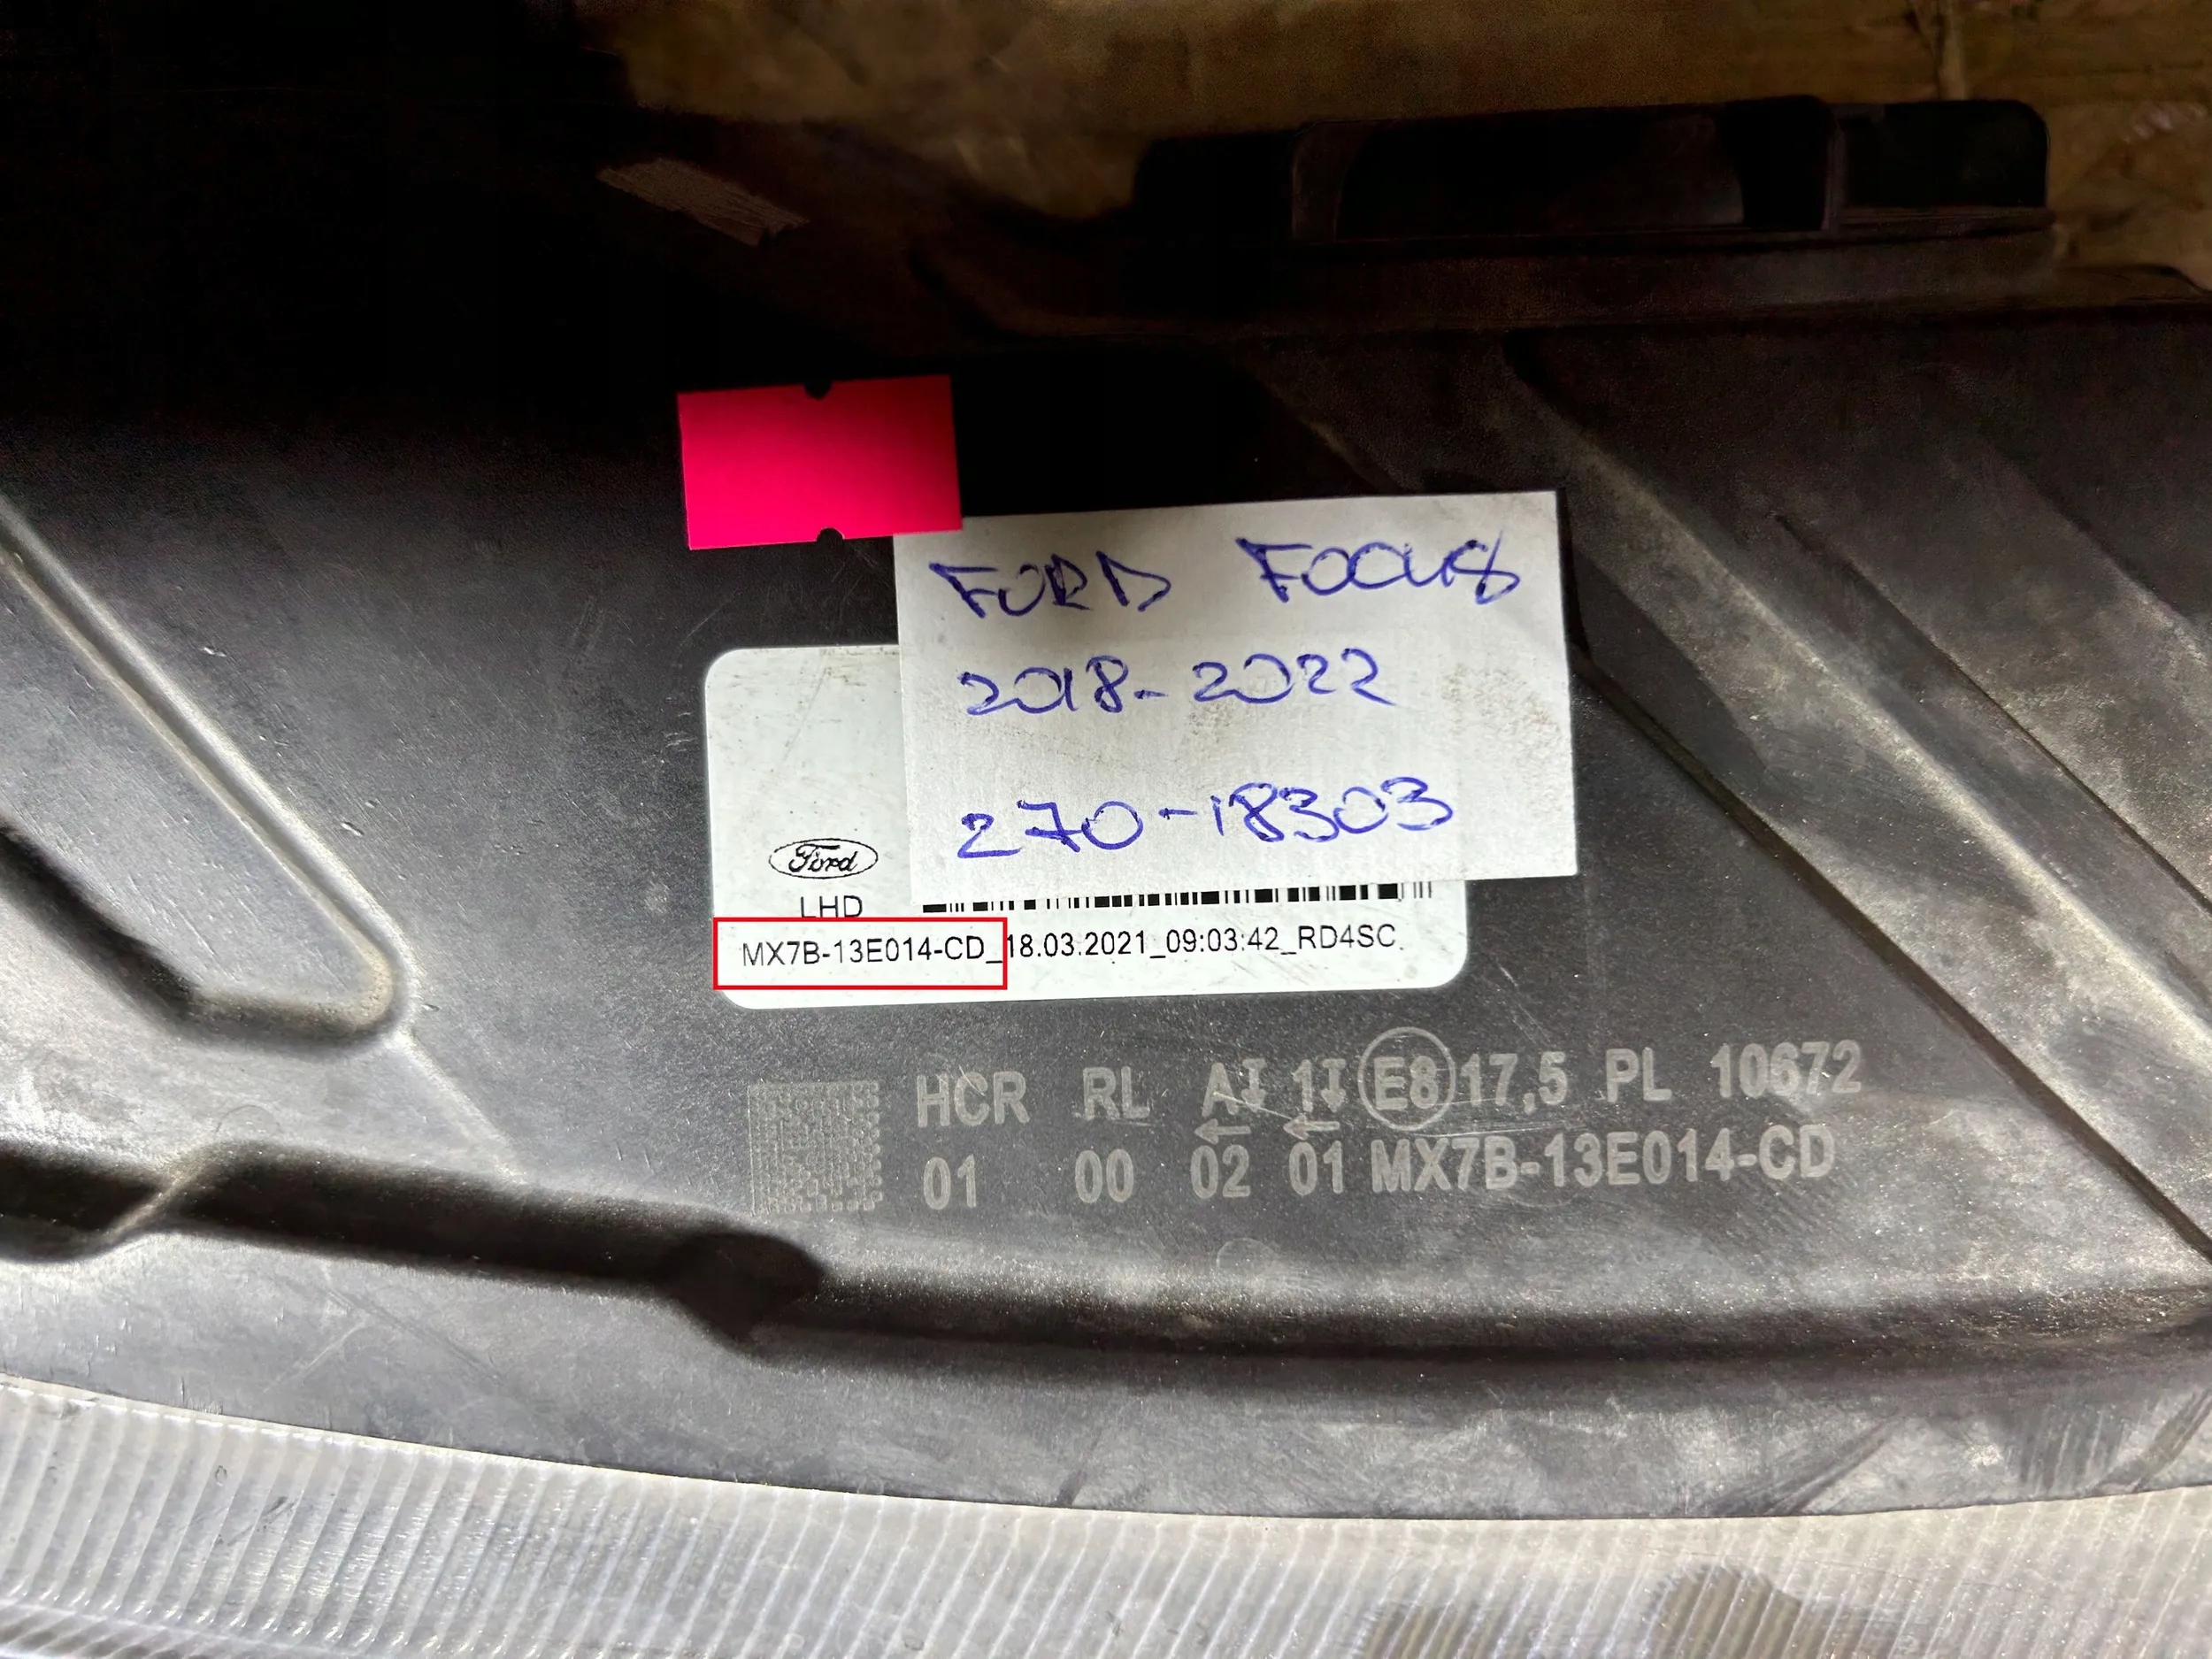 FORD FOCUS
2018-2022
270-18303
Ford
LHD
MX7B-13E014-CD_18.03.2021_09:03:42_RD4SC
HCR RL A 1 E8 17,5 PL 10672
01 00 02 01 MX7B-13E014-CD